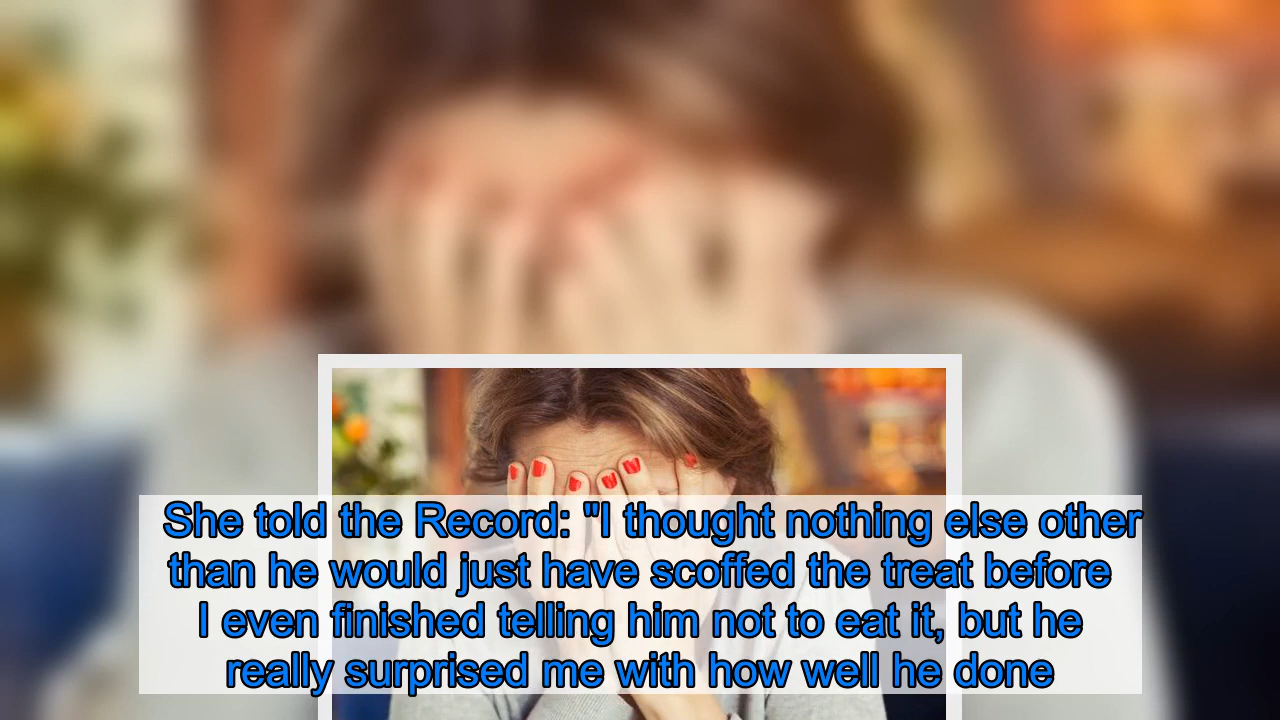 She told the Record: "I thought nothing else other
than he would just have scoffed the treat before
I even finished telling him not to eat it, but he
really surprised me with how well he done